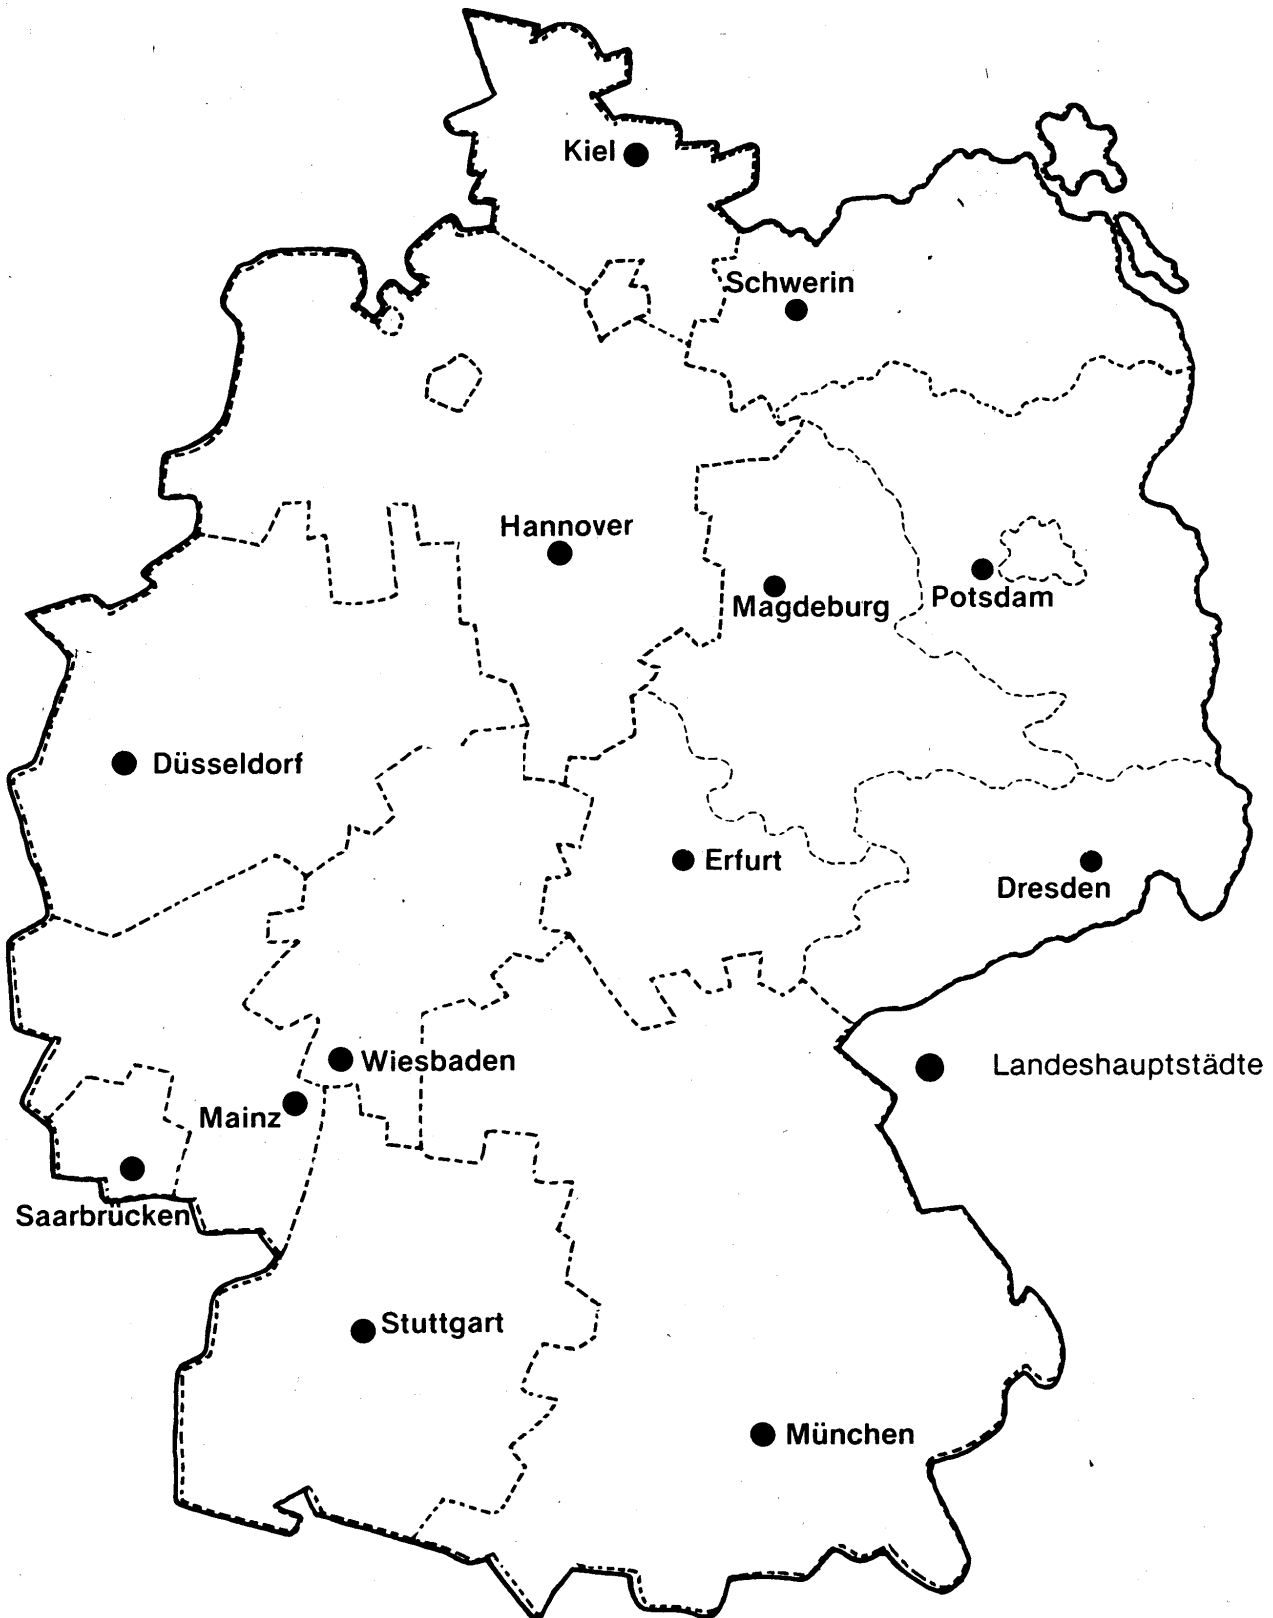 Kiel
Schwerin
Hannover
Magdeburg
Potsdam
Düsseldorf
Erfurt
Dresden
Wiesbaden
Landeshauptstädte
Mainz
Saarbrücken
Stuttgart
München